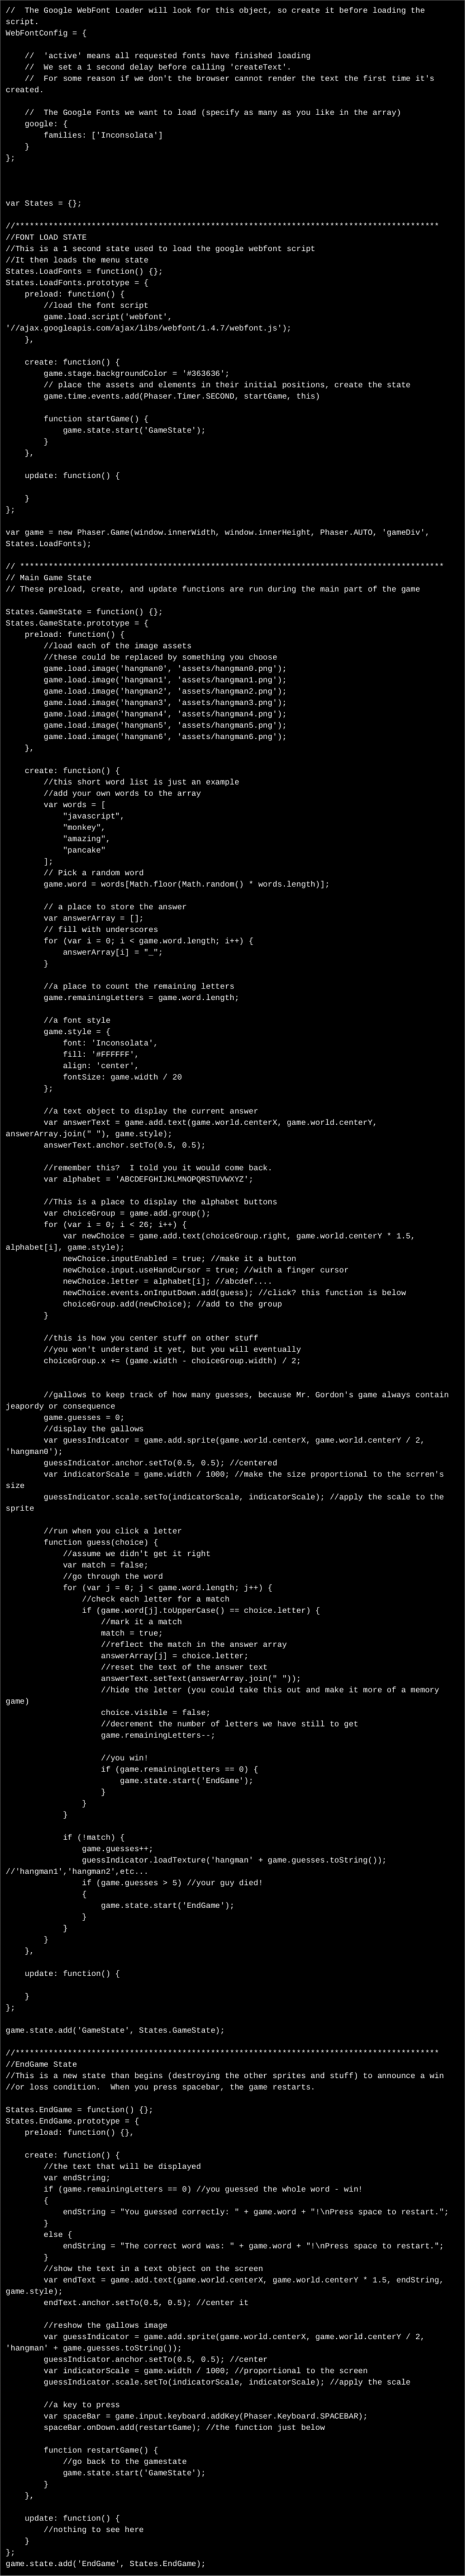 //  The Google WebFont Loader will look for this object, so create it before loading the
script.
WebFontConfig = {

    //  'active' means all requested fonts have finished loading
    //  We set a 1 second delay before calling 'createText'.
    //  For some reason if we don't the browser cannot render the text the first time it's
created.

    //  The Google Fonts we want to load (specify as many as you like in the array)
    google: {
        families: ['Inconsolata']
    }
};



var States = {};

//*****************************************************************************************
//FONT LOAD STATE
//This is a 1 second state used to load the google webfont script
//It then loads the menu state
States.LoadFonts = function() {};
States.LoadFonts.prototype = {
    preload: function() {
        //load the font script
        game.load.script('webfont',
'//ajax.googleapis.com/ajax/libs/webfont/1.4.7/webfont.js');
    },

    create: function() {
        game.stage.backgroundColor = '#363636';
        // place the assets and elements in their initial positions, create the state
        game.time.events.add(Phaser.Timer.SECOND, startGame, this)

        function startGame() {
            game.state.start('GameState');
        }
    },

    update: function() {

    }
};

var game = new Phaser.Game(window.innerWidth, window.innerHeight, Phaser.AUTO, 'gameDiv',
States.LoadFonts);

// *****************************************************************************************
// Main Game State
// These preload, create, and update functions are run during the main part of the game

States.GameState = function() {};
States.GameState.prototype = {
    preload: function() {
        //load each of the image assets
        //these could be replaced by something you choose
        game.load.image('hangman0', 'assets/hangman0.png');
        game.load.image('hangman1', 'assets/hangman1.png');
        game.load.image('hangman2', 'assets/hangman2.png');
        game.load.image('hangman3', 'assets/hangman3.png');
        game.load.image('hangman4', 'assets/hangman4.png');
        game.load.image('hangman5', 'assets/hangman5.png');
        game.load.image('hangman6', 'assets/hangman6.png');
    },

    create: function() {
        //this short word list is just an example
        //add your own words to the array
        var words = [
            "javascript",
            "monkey",
            "amazing",
            "pancake"
        ];
        // Pick a random word
        game.word = words[Math.floor(Math.random() * words.length)];

        // a place to store the answer
        var answerArray = [];
        // fill with underscores
        for (var i = 0; i < game.word.length; i++) {
            answerArray[i] = "_";
        }

        //a place to count the remaining letters
        game.remainingLetters = game.word.length;

        //a font style
        game.style = {
            font: 'Inconsolata',
            fill: '#FFFFFF',
            align: 'center',
            fontSize: game.width / 20
        };

        //a text object to display the current answer
        var answerText = game.add.text(game.world.centerX, game.world.centerY,
answerArray.join(" "), game.style);
        answerText.anchor.setTo(0.5, 0.5);

        //remember this?  I told you it would come back.
        var alphabet = 'ABCDEFGHIJKLMNOPQRSTUVWXYZ';

        //This is a place to display the alphabet buttons
        var choiceGroup = game.add.group();
        for (var i = 0; i < 26; i++) {
            var newChoice = game.add.text(choiceGroup.right, game.world.centerY * 1.5,
alphabet[i], game.style);
            newChoice.inputEnabled = true; //make it a button
            newChoice.input.useHandCursor = true; //with a finger cursor
            newChoice.letter = alphabet[i]; //abcdef....
            newChoice.events.onInputDown.add(guess); //click? this function is below
            choiceGroup.add(newChoice); //add to the group
        }

        //this is how you center stuff on other stuff
        //you won't understand it yet, but you will eventually
        choiceGroup.x += (game.width - choiceGroup.width) / 2;


        //gallows to keep track of how many guesses, because Mr. Gordon's game always contain
jeapordy or consequence
        game.guesses = 0;
        //display the gallows
        var guessIndicator = game.add.sprite(game.world.centerX, game.world.centerY / 2,
'hangman0');
        guessIndicator.anchor.setTo(0.5, 0.5); //centered
        var indicatorScale = game.width / 1000; //make the size proportional to the scrren's
size
        guessIndicator.scale.setTo(indicatorScale, indicatorScale); //apply the scale to the
sprite

        //run when you click a letter
        function guess(choice) {
            //assume we didn't get it right
            var match = false;
            //go through the word
            for (var j = 0; j < game.word.length; j++) {
                //check each letter for a match
                if (game.word[j].toUpperCase() == choice.letter) {
                    //mark it a match
                    match = true;
                    //reflect the match in the answer array
                    answerArray[j] = choice.letter;
                    //reset the text of the answer text
                    answerText.setText(answerArray.join(" "));
                    //hide the letter (you could take this out and make it more of a memory
game)
                    choice.visible = false;
                    //decrement the number of letters we have still to get
                    game.remainingLetters--;

                    //you win!
                    if (game.remainingLetters == 0) {
                        game.state.start('EndGame');
                    }
                }
            }

            if (!match) {
                game.guesses++;
                guessIndicator.loadTexture('hangman' + game.guesses.toString());
//'hangman1','hangman2',etc...
                if (game.guesses > 5) //your guy died!
                {
                    game.state.start('EndGame');
                }
            }
        }
    },

    update: function() {

    }
};

game.state.add('GameState', States.GameState);

//*****************************************************************************************
//EndGame State
//This is a new state than begins (destroying the other sprites and stuff) to announce a win
//or loss condition.  When you press spacebar, the game restarts.

States.EndGame = function() {};
States.EndGame.prototype = {
    preload: function() {},

    create: function() {
        //the text that will be displayed
        var endString;
        if (game.remainingLetters == 0) //you guessed the whole word - win!
        {
            endString = "You guessed correctly: " + game.word + "!\nPress space to restart.";
        }
        else {
            endString = "The correct word was: " + game.word + "!\nPress space to restart.";
        }
        //show the text in a text object on the screen
        var endText = game.add.text(game.world.centerX, game.world.centerY * 1.5, endString,
game.style);
        endText.anchor.setTo(0.5, 0.5); //center it

        //reshow the gallows image
        var guessIndicator = game.add.sprite(game.world.centerX, game.world.centerY / 2,
'hangman' + game.guesses.toString());
        guessIndicator.anchor.setTo(0.5, 0.5); //center
        var indicatorScale = game.width / 1000; //proportional to the screen
        guessIndicator.scale.setTo(indicatorScale, indicatorScale); //apply the scale

        //a key to press
        var spaceBar = game.input.keyboard.addKey(Phaser.Keyboard.SPACEBAR);
        spaceBar.onDown.add(restartGame); //the function just below

        function restartGame() {
            //go back to the gamestate
            game.state.start('GameState');
        }
    },

    update: function() {
        //nothing to see here
    }
};
game.state.add('EndGame', States.EndGame);